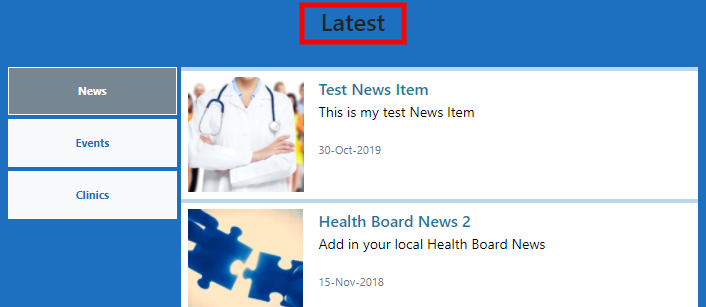 Latest
News
Events
Clinics
Test News Item
This is my test News Item
30-Oct-2019
Health Board News 2
Add in your local Health Board News
15-Nov-2018